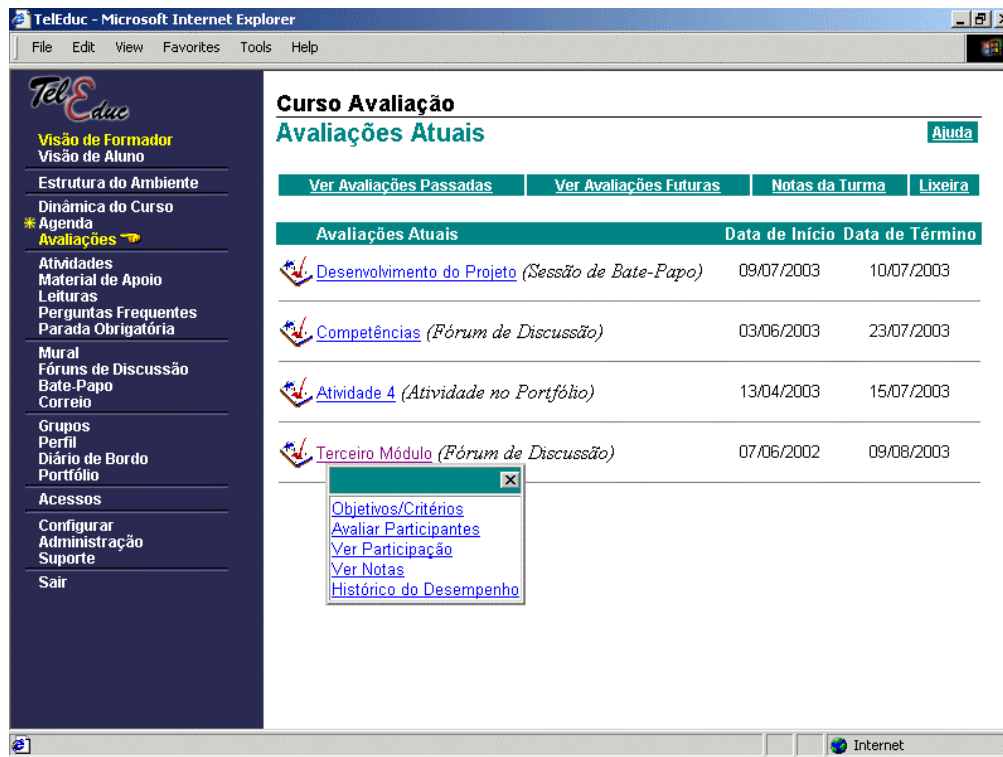 TelEduc - Microsoft Internet Explorer
File Edit View Favorites Tools Help
TelEduc
Visão de Formador
Visão de Aluno
Estrutura do Ambiente
Dinâmica do Curso
Agenda
Avaliações
Atividades
Material de Apoio
Leituras
Perguntas Frequentes
Parada Obrigatória
Mural
Fóruns de Discussão
Bate-Papo
Correio
Grupos
Perfil
Diário de Bordo
Portfólio
Acessos
Configurar
Administração
Suporte
Sair
Curso Avaliação
Avaliações Atuais
Ajuda
Ver Avaliações Passadas Ver Avaliações Futuras Notas da Turma Lixeira
Avaliações Atuais Data de Início Data de Término
Desenvolvimento do Projeto (Sessão de Bate-Papo) 09/07/2003 10/07/2003
Competências (Fórum de Discussão) 03/06/2003 23/07/2003
Atividade 4 (Atividade no Portfólio) 13/04/2003 15/07/2003
Terceiro Módulo (Fórum de Discussão) 07/06/2002 09/08/2003
Objetivos/Critérios
Avaliar Participantes
Ver Participação
Ver Notas
Histórico do Desempenho
Internet